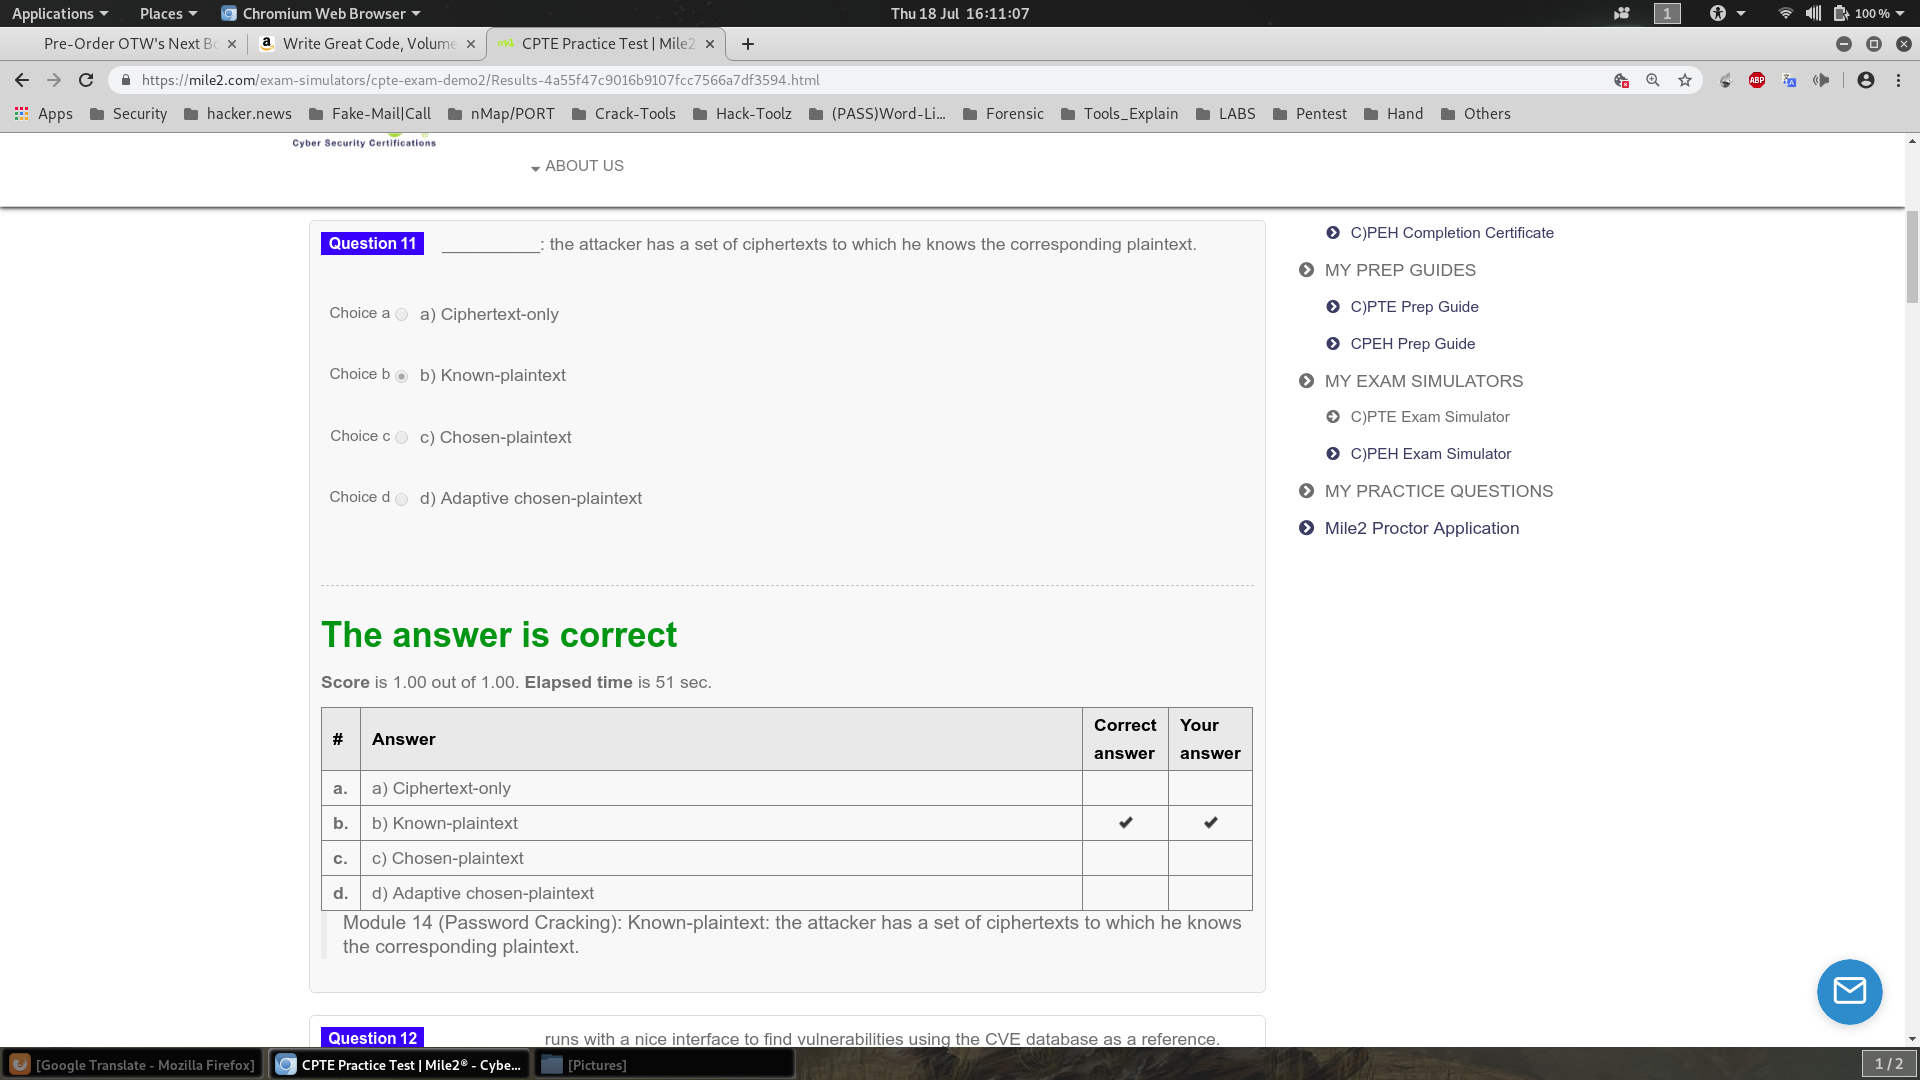 Applications
Places
Chromium Web Browser
Thu 18 Jul 16:11:07
1
100 %
Pre-Order OTW's Next Bo
Write Great Code, Volume
CPTE Practice Test | Mile2
https://mile2.com/exam-simulators/cpte-exam-demo2/Results-4a55f47c9016b9107fcc7566a7df3594.html
ABP
Apps
Security
hacker.news
Fake-Mail|Call
nMap/PORT
Crack-Tools
Hack-Toolz
(PASS)Word-Li...
Forensic
Tools_Explain
LABS
Pentest
Hand
Others
Cyber Security Certifications
ABOUT US
Question 11 ___________: the attacker has a set of ciphertexts to which he knows the corresponding plaintext.
Choice a a) Ciphertext-only
Choice b b) Known-plaintext
Choice c c) Chosen-plaintext
Choice d d) Adaptive chosen-plaintext
The answer is correct
Score is 1.00 out of 1.00. Elapsed time is 51 sec.
# Answer Correct answer Your answer
a. a) Ciphertext-only
b. b) Known-plaintext ✔ ✔
c. c) Chosen-plaintext
d. d) Adaptive chosen-plaintext
Module 14 (Password Cracking): Known-plaintext: the attacker has a set of ciphertexts to which he knows
the corresponding plaintext.
Question 12 runs with a nice interface to find vulnerabilities using the CVE database as a reference.
C)PEH Completion Certificate
MY PREP GUIDES
C)PTE Prep Guide
CPEH Prep Guide
MY EXAM SIMULATORS
C)PTE Exam Simulator
C)PEH Exam Simulator
MY PRACTICE QUESTIONS
Mile2 Proctor Application
[Google Translate - Mozilla Firefox]
CPTE Practice Test | Mile2® - Cybe...
[Pictures]
1 / 2